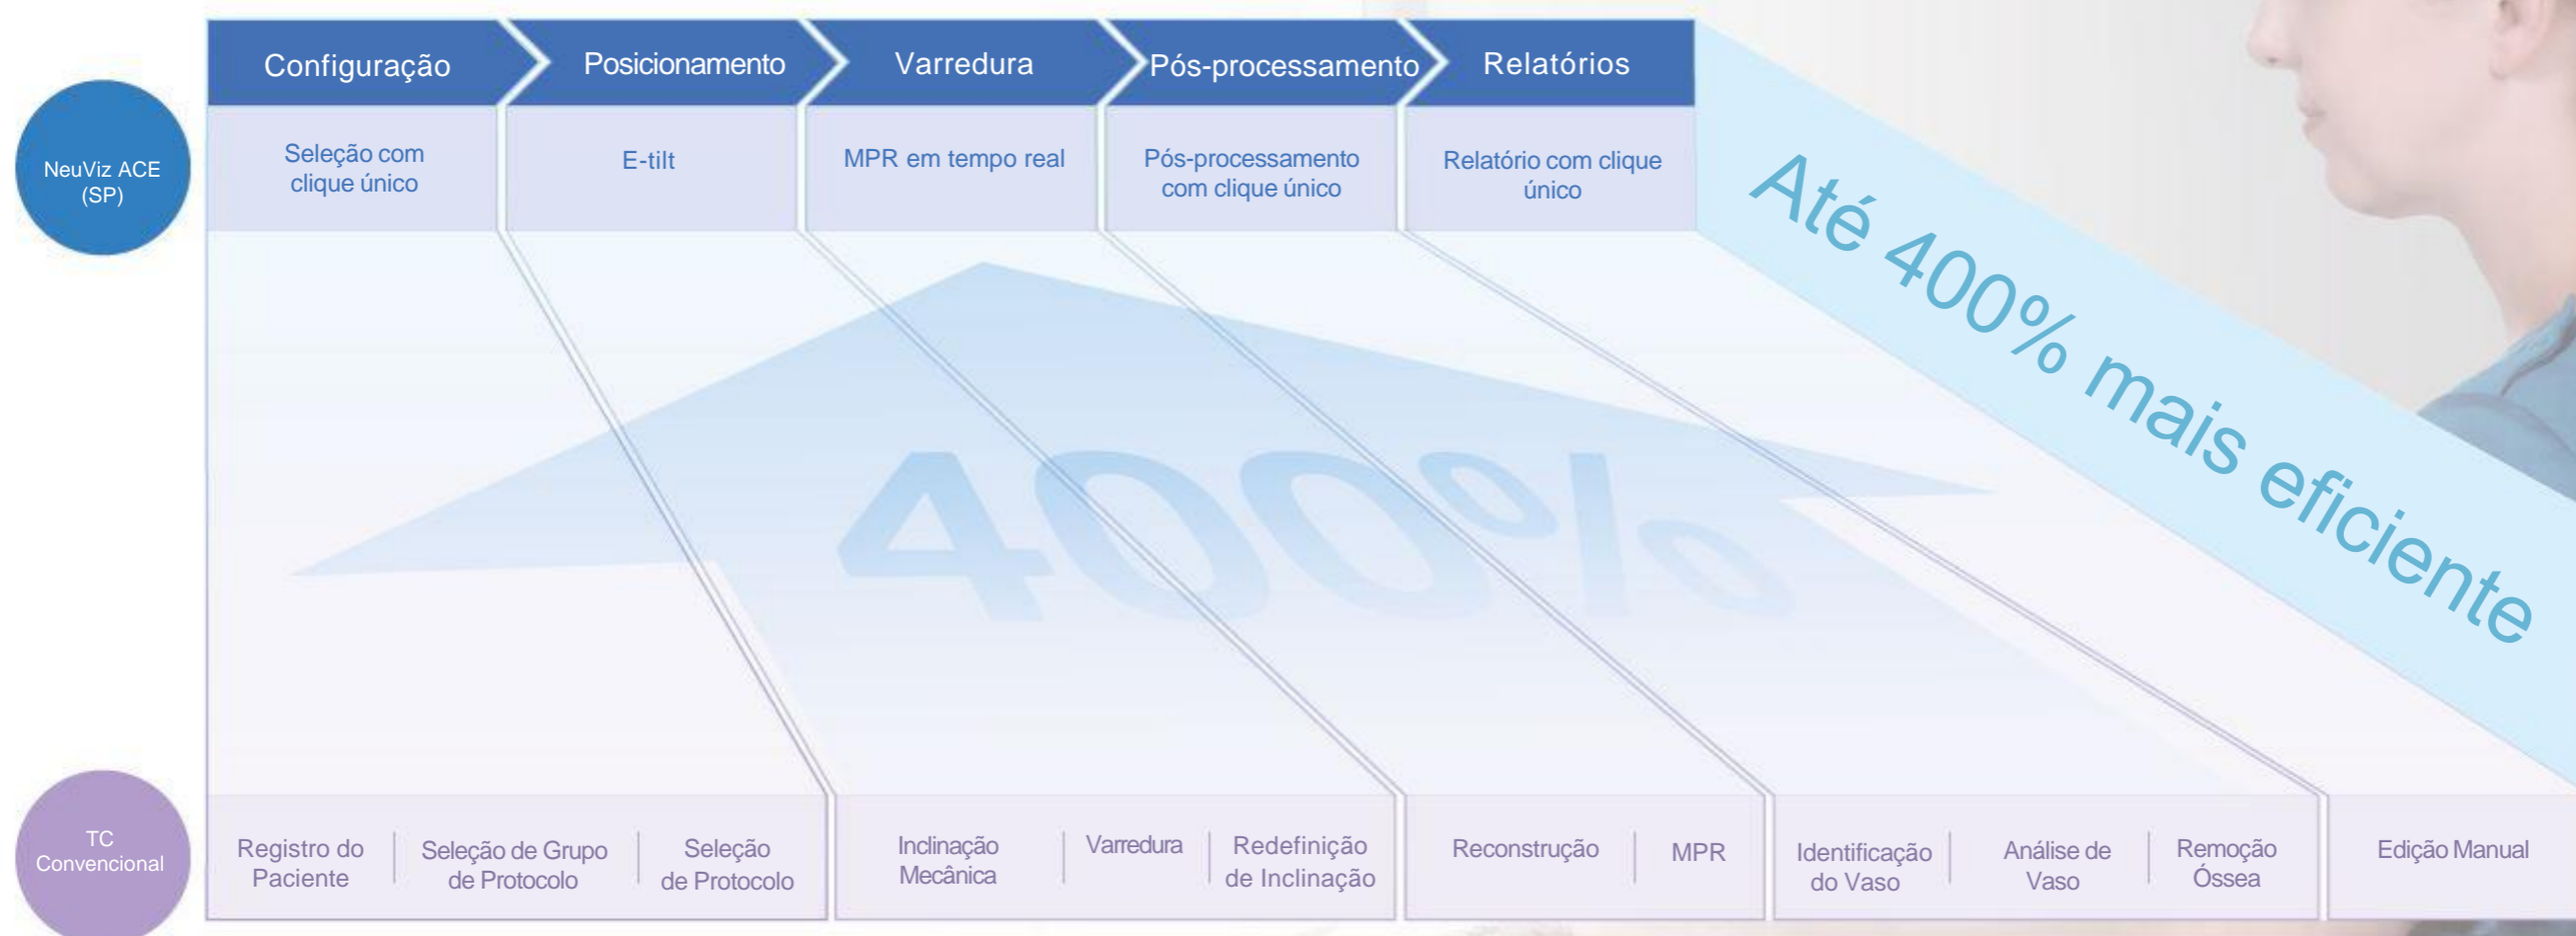 Configuração
Posicionamento
Varredura
Pós-processamento
Relatórios
NeuViz ACE
(SP)
Seleção com
clique único
E-tilt
MPR em tempo real
Pós-processamento
com clique único
Relatório com clique
único
Até 400% mais eficiente
400%
TC
Convencional
Registro do
Paciente
Seleção de Grupo
de Protocolo
Seleção
de Protocolo
Inclinação
Mecânica
Varredura
Redefinição
de Inclinação
Reconstrução
MPR
Identificação
do Vaso
Análise de
Vaso
Remoção
Óssea
Edição Manual